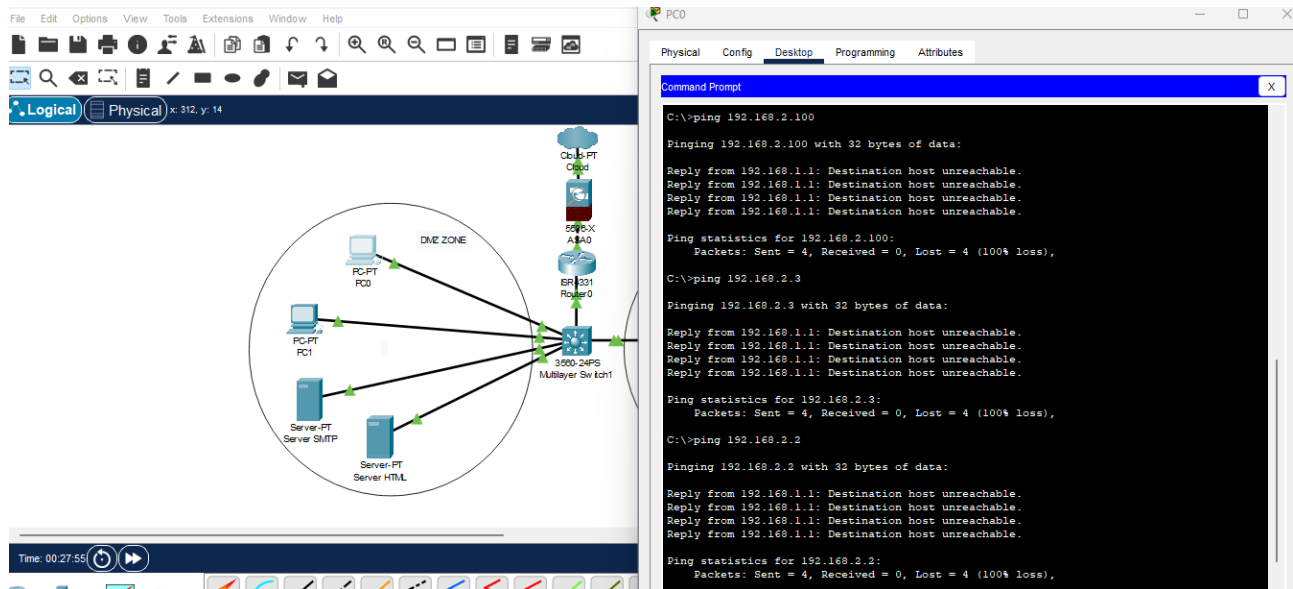 File Edit Options View Tools Extensions Window Help
Logical
Physical
x: 312, y: 14
Cloud-PT
Cloud
ASA0
ISR4331
Router0
DMZ ZONE
PC-PT
PC0
PC-PT
PC1
3560-24PS
Multilayer Switch1
Server-PT
Server SMTP
Server-PT
Server HTML
Time: 00:27:55
PC0
Physical Config Desktop Programming Attributes
Command Prompt
X
C:\>ping 192.168.2.100
Pinging 192.168.2.100 with 32 bytes of data:
Reply from 192.168.1.1: Destination host unreachable.
Reply from 192.168.1.1: Destination host unreachable.
Reply from 192.168.1.1: Destination host unreachable.
Reply from 192.168.1.1: Destination host unreachable.
Ping statistics for 192.168.2.100:
Packets: Sent = 4, Received = 0, Lost = 4 (100% loss),
C:\>ping 192.168.2.3
Pinging 192.168.2.3 with 32 bytes of data:
Reply from 192.168.1.1: Destination host unreachable.
Reply from 192.168.1.1: Destination host unreachable.
Reply from 192.168.1.1: Destination host unreachable.
Reply from 192.168.1.1: Destination host unreachable.
Ping statistics for 192.168.2.3:
Packets: Sent = 4, Received = 0, Lost = 4 (100% loss),
C:\>ping 192.168.2.2
Pinging 192.168.2.2 with 32 bytes of data:
Reply from 192.168.1.1: Destination host unreachable.
Reply from 192.168.1.1: Destination host unreachable.
Reply from 192.168.1.1: Destination host unreachable.
Reply from 192.168.1.1: Destination host unreachable.
Ping statistics for 192.168.2.2:
Packets: Sent = 4, Received = 0, Lost = 4 (100% loss),